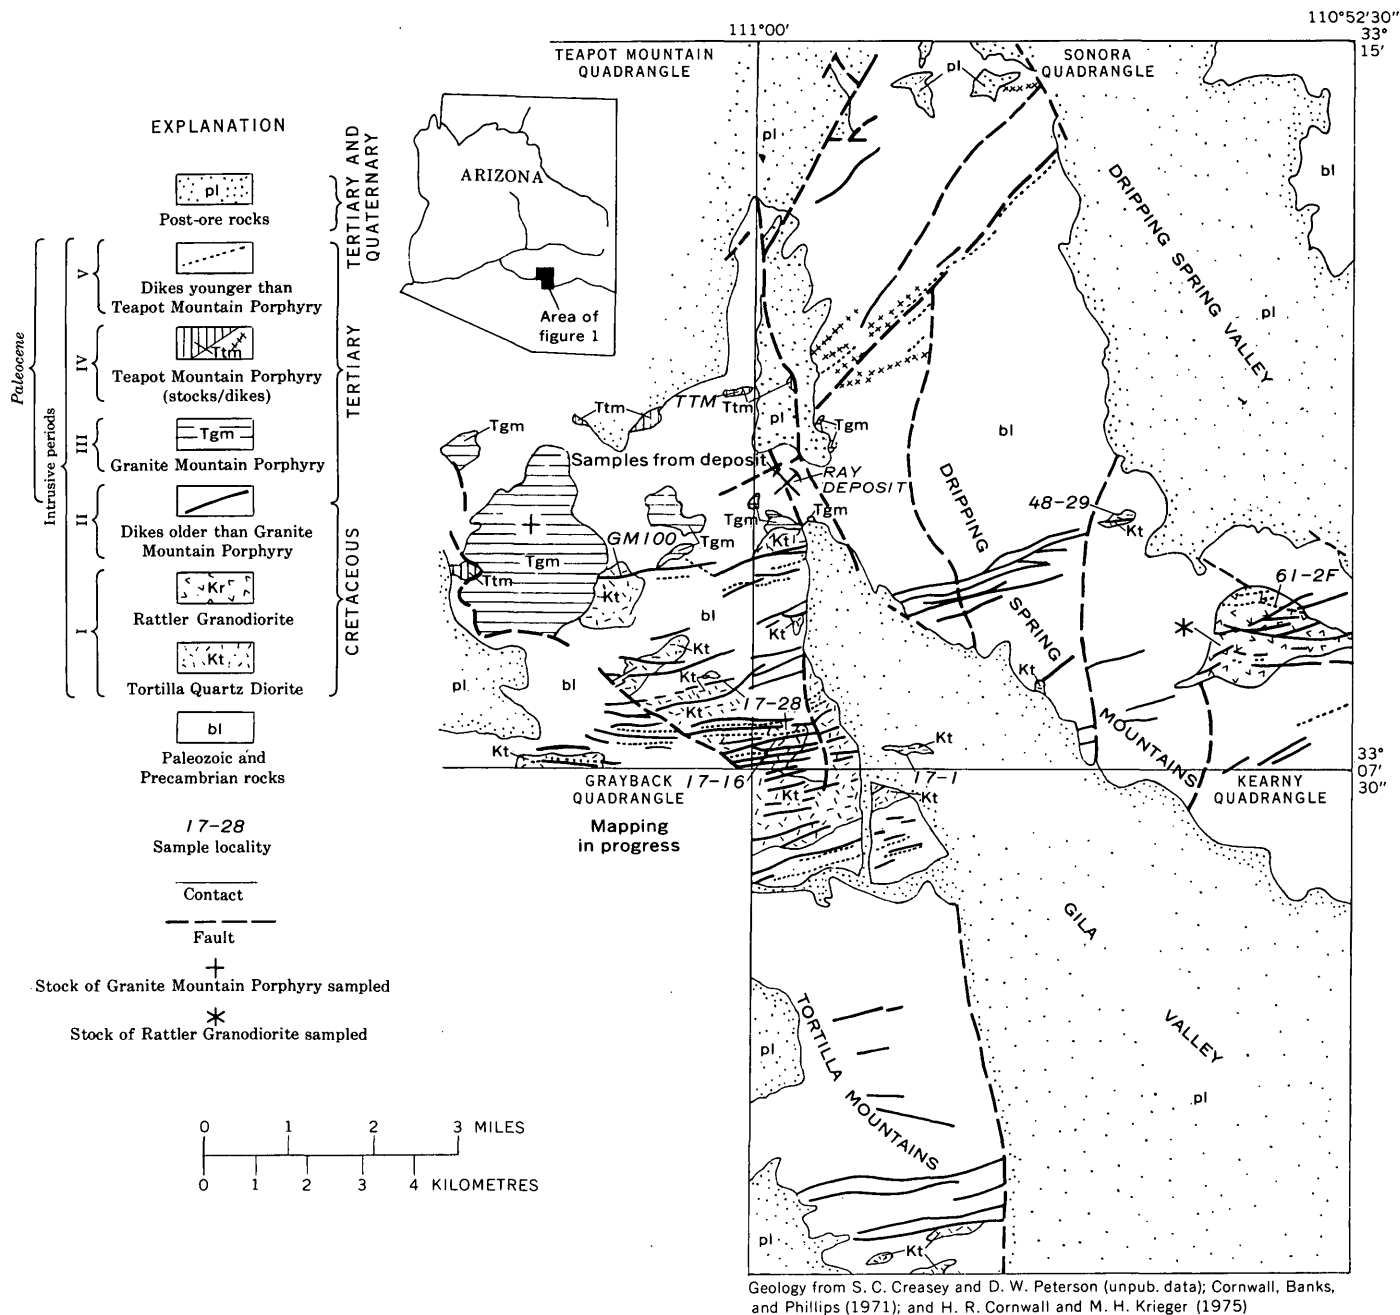 110°52'30"
111°00'
33°
15'
TEAPOT MOUNTAIN
QUADRANGLE
SONORA
QUADRANGLE
EXPLANATION
pl
Post-ore rocks
Dikes younger than
Teapot Mountain Porphyry
Ttm
Teapot Mountain Porphyry
(stocks/dikes)
Tgm
Granite Mountain Porphyry
Dikes older than Granite
Mountain Porphyry
Kr
Rattler Granodiorite
Kt
Tortilla Quartz Diorite
bl
Paleozoic and
Precambrian rocks
17-28
Sample locality
Contact
Fault
Stock of Granite Mountain Porphyry sampled
Stock of Rattler Granodiorite sampled
Paleocene
Intrusive periods
V
IV
III
II
I
TERTIARY AND
QUATERNARY
TERTIARY
CRETACEOUS
0 1 2 3 MILES
0 1 2 3 4 KILOMETRES
ARIZONA
Area of
figure 1
pl
pl
bl
DRIPPING SPRING VALLEY
pl
Ttm
TTM
Ttm
pl
Tgm
Tgm
bl
Samples from deposit
RAY
DEPOSIT
DRIPPING
SPRING
MOUNTAINS
48-29
Kt
GM100
Tgm
Tgm
Tgm
Tgm
Kt
Ttm
Kt
61-2F
bl
Kt
Kt
Kt
Kt
pl
bl
Kt
17-28
Kt
Kt
33°
07'
30"
GRAYBACK
QUADRANGLE
17-16
17-1
Kt
Kt
KEARNY
QUADRANGLE
Mapping
in progress
GILA
VALLEY
pl
TORTILLA
MOUNTAINS
pl
pl
Kt
Geology from S. C. Creasey and D. W. Peterson (unpub. data); Cornwall, Banks,
and Phillips (1971); and H. R. Cornwall and M. H. Krieger (1975)